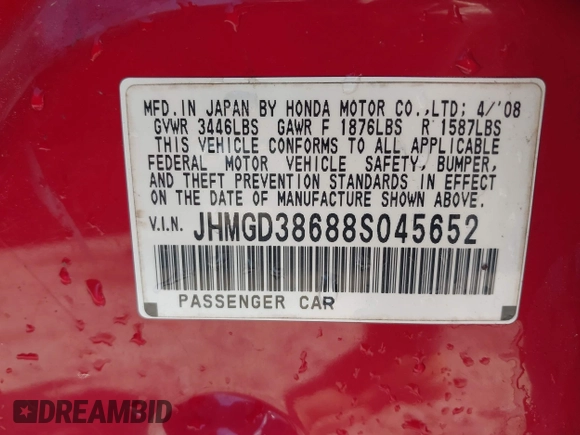 MFD. IN JAPAN BY HONDA MOTOR CO.,LTD; 4/'08
GVWR 3446LBS GAWR F 1876LBS R 1587LBS
THIS VEHICLE CONFORMS TO ALL APPLICABLE
FEDERAL MOTOR VEHICLE SAFETY, BUMPER,
AND THEFT PREVENTION STANDARDS IN EFFECT
ON THE DATE OF MANUFACTURE SHOWN ABOVE.
V.I.N. JHMGD38688S045652
PASSENGER CAR
DREAMBID